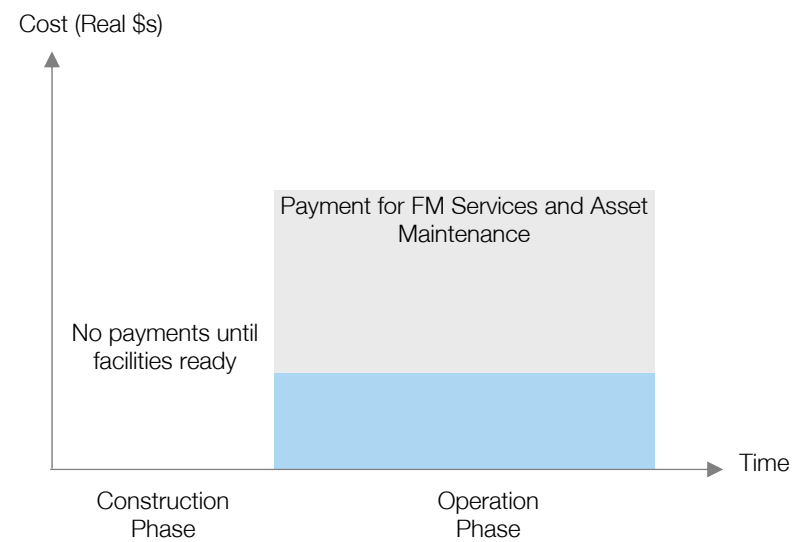 Cost (Real $s)
Payment for FM Services and Asset
Maintenance
No payments until
facilities ready
Time
Construction
Phase
Operation
Phase